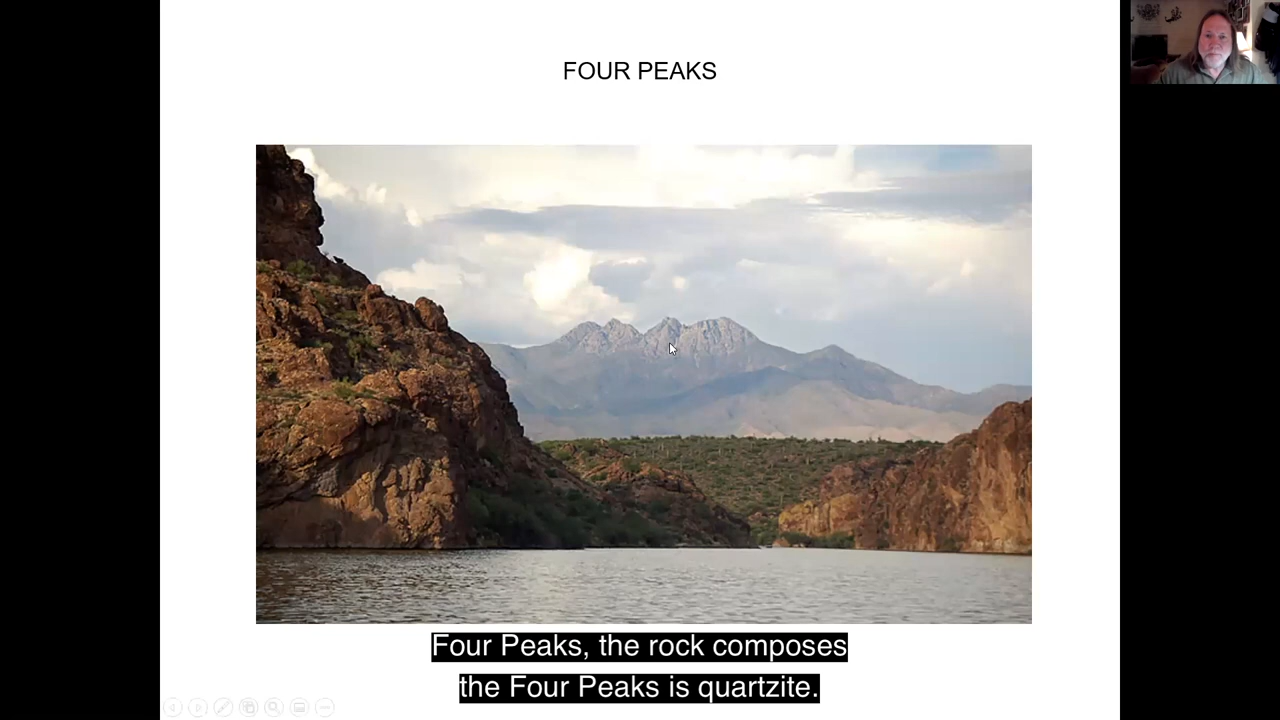 FOUR PEAKS
Four Peaks, the rock composes
the Four Peaks is quartzite.